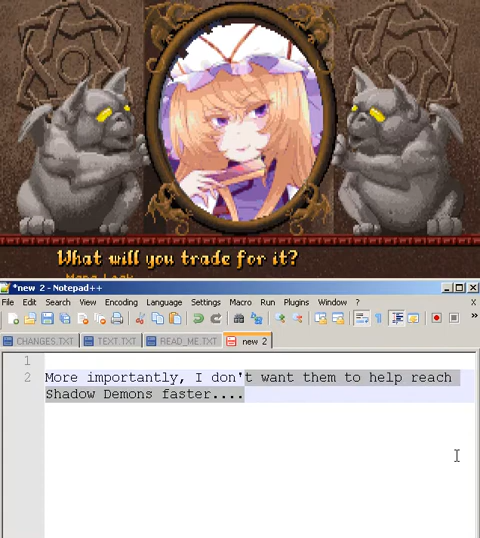 What will you trade for it?
*new 2 - Notepad++
File Edit Search View Encoding Language Settings Macro Run Plugins Window ? X
CHANGES.TXT TEXT.TXT READ_ME.TXT new 2
1
2 More importantly, I don't want them to help reach
Shadow Demons faster....